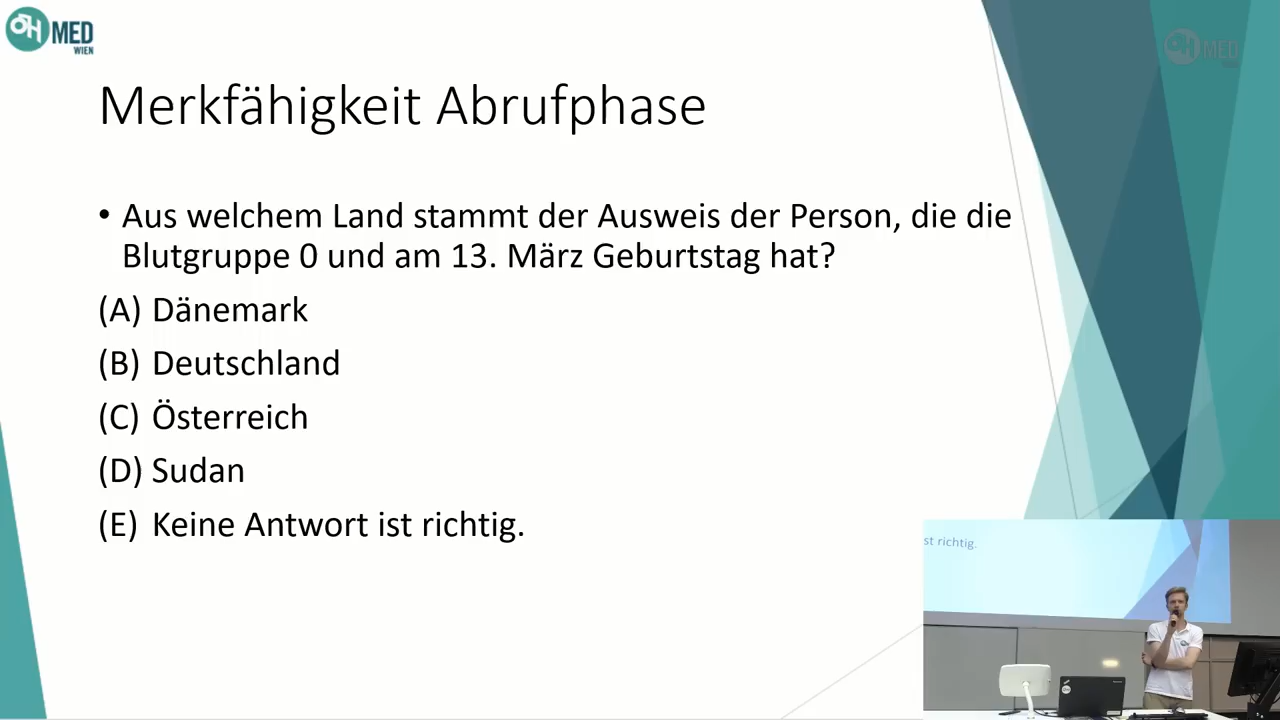 ÖH MED
WIEN
ÖH MED
Merkfähigkeit Abrufphase
• Aus welchem Land stammt der Ausweis der Person, die die
Blutgruppe 0 und am 13. März Geburtstag hat?
(A) Dänemark
(B) Deutschland
(C) Österreich
(D) Sudan
(E) Keine Antwort ist richtig.
st richtig.